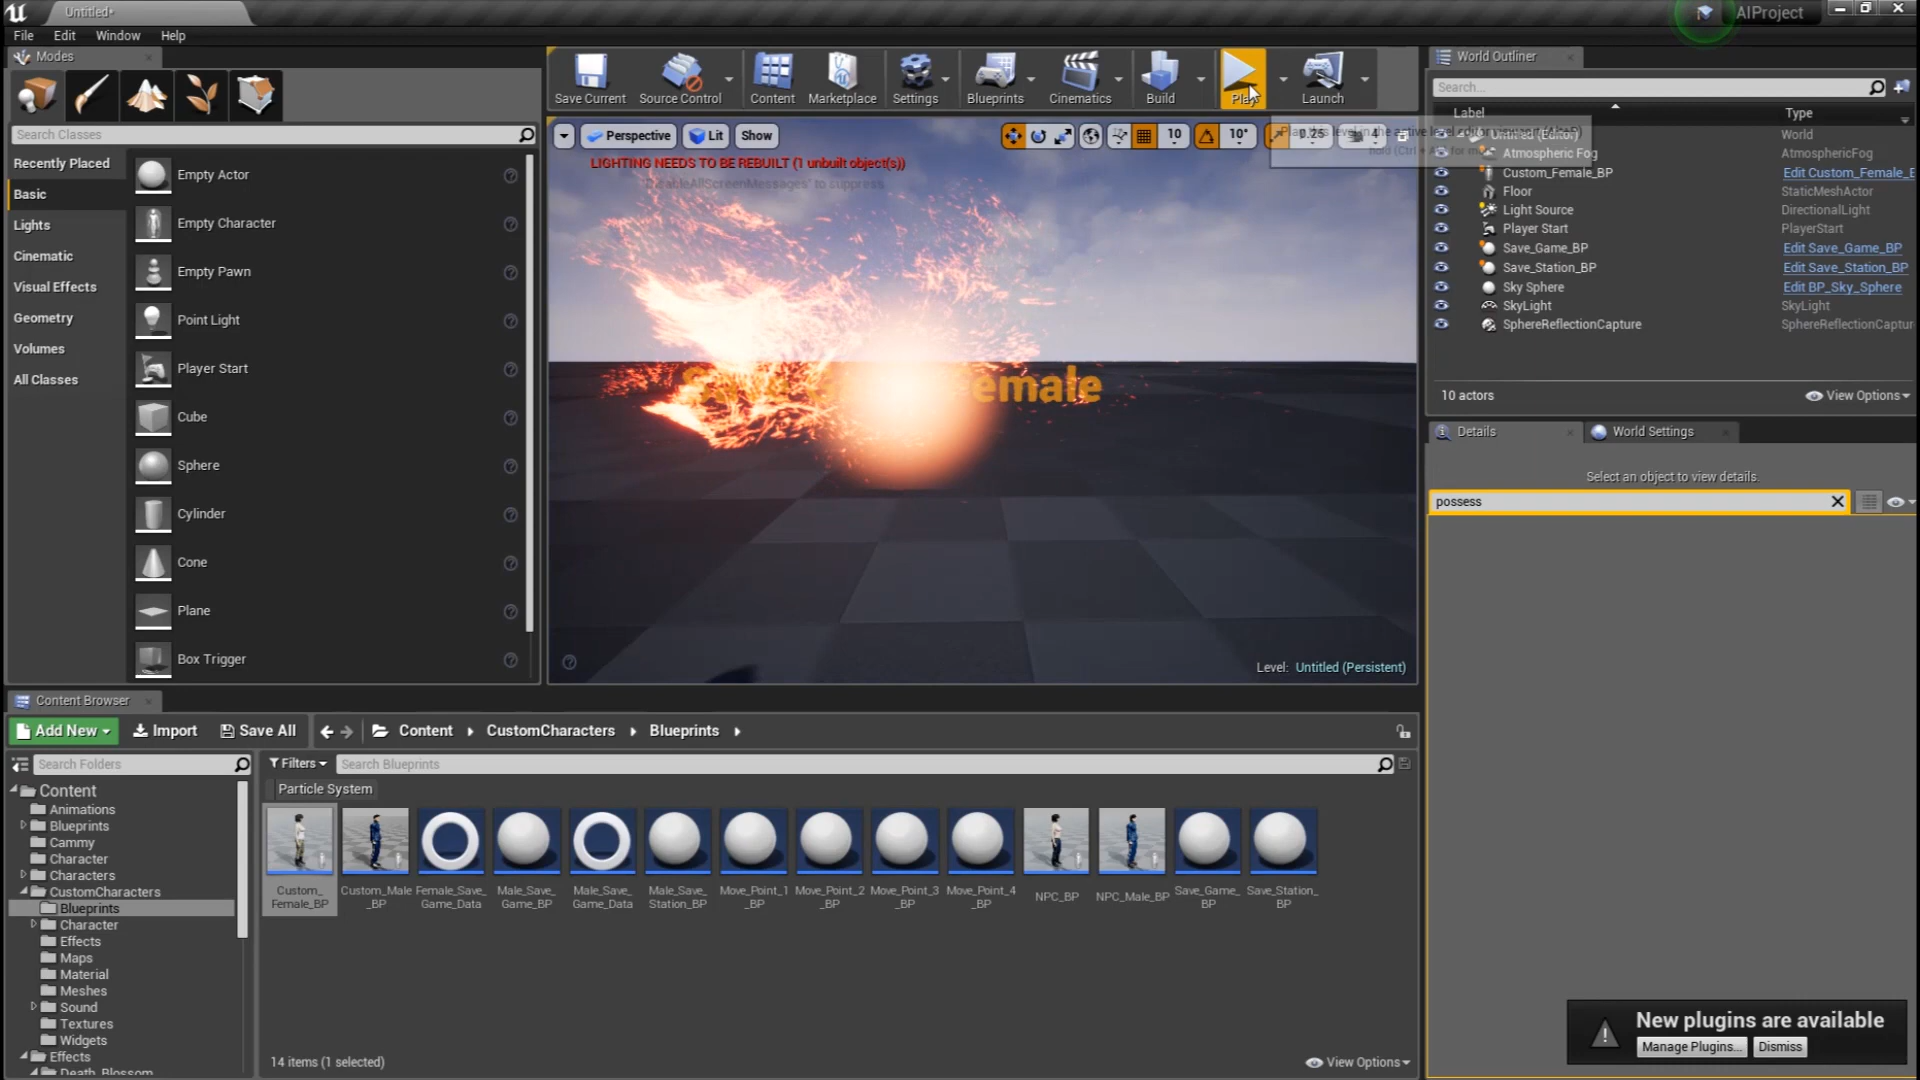 Untitled*
AIProject
File Edit Window Help
Modes
Search Classes
Recently Placed
Basic
Lights
Cinematic
Visual Effects
Geometry
Volumes
All Classes
Empty Actor
Empty Character
Empty Pawn
Point Light
Player Start
Cube
Sphere
Cylinder
Cone
Plane
Box Trigger
Save Current Source Control Content Marketplace Settings Blueprints Cinematics Build Play Launch
Perspective Lit Show 10 10° 0.25 4
LIGHTING NEEDS TO BE REBUILT (1 unbuilt object(s))
'DisableAllScreenMessages' to suppress
Level: Untitled (Persistent)
World Outliner
Search...
Label Type
Untitled (Editor) World
Atmospheric Fog AtmosphericFog
Custom_Female_BP Edit Custom_Female_E
Floor StaticMeshActor
Light Source DirectionalLight
Player Start PlayerStart
Save_Game_BP Edit Save_Game_BP
Save_Station_BP Edit Save_Station_BP
Sky Sphere Edit BP_Sky_Sphere
SkyLight SkyLight
SphereReflectionCapture SphereReflectionCaptur
10 actors View Options
Details World Settings
Select an object to view details.
possess
Content Browser
Add New Import Save All Content CustomCharacters Blueprints
Search Folders
Filters Search Blueprints
Particle System
Content
Animations
Blueprints
Cammy
Character
Characters
CustomCharacters
Blueprints
Character
Effects
Maps
Material
Meshes
Sound
Textures
Widgets
Effects
Death_Blossom
Custom_
Female_BP
Custom_Male
_BP
Female_Save_
Game_Data
Male_Save_
Game_BP
Male_Save_
Game_Data
Male_Save_
Station_BP
Move_Point_1
_BP
Move_Point_2
_BP
Move_Point_3
_BP
Move_Point_4
_BP
NPC_BP
NPC_Male_BP
Save_Game_
BP
Save_Station_
BP
14 items (1 selected) View Options
New plugins are available
Manage Plugins... Dismiss